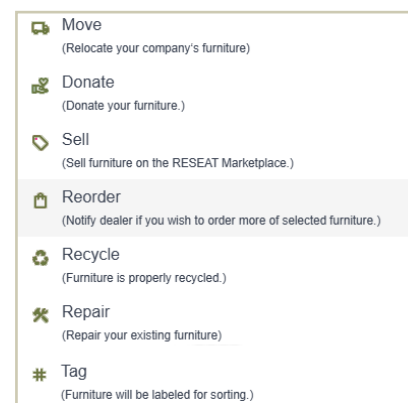 Move
(Relocate your company's furniture)
Donate
(Donate your furniture.)
Sell
(Sell furniture on the RESEAT Marketplace.)
Reorder
(Notify dealer if you wish to order more of selected furniture.)
Recycle
(Furniture is properly recycled.)
Repair
(Repair your existing furniture)
Tag
(Furniture will be labeled for sorting.)